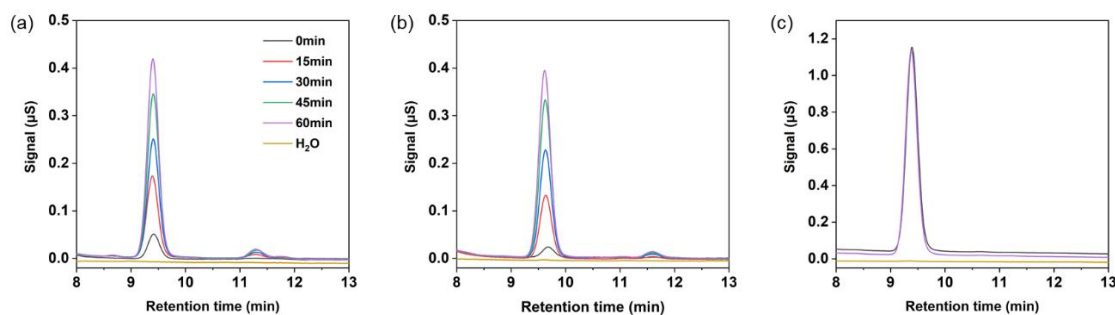 (a)
0.5
0.4
0.3
0.2
0.1
0.0
Signal (µS)
0min
15min
30min
45min
60min
H₂O
8 9 10 11 12 13
Retention time (min)
(b)
0.5
0.4
0.3
0.2
0.1
0.0
Signal (µS)
8 9 10 11 12 13
Retention time (min)
(c)
1.2
1.0
0.8
0.6
0.4
0.2
0.0
Signal (µS)
8 9 10 11 12 13
Retention time (min)